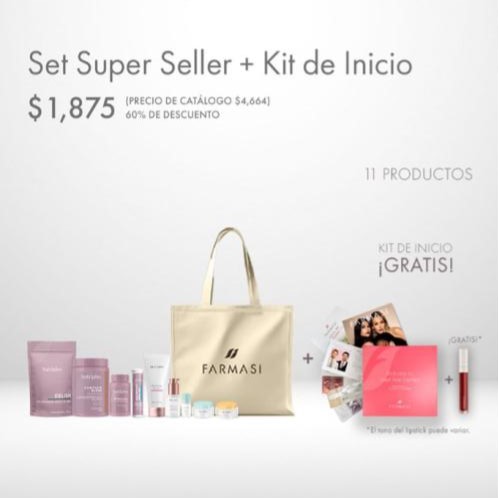 Set Super Seller + Kit de Inicio
$1,875 (PRECIO DE CATÁLOGO $4,664)
60% DE DESCUENTO
11 PRODUCTOS
KIT DE INICIO
¡GRATIS!
¡GRATIS!*
FARMASI
+
+
FARMASI
*El tono del lipstick puede variar.